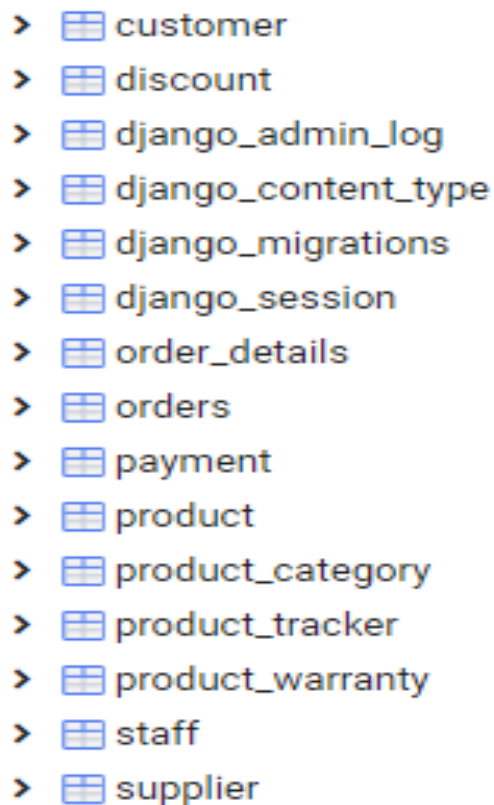 customer
discount
django_admin_log
django_content_type
django_migrations
django_session
order_details
orders
payment
product
product_category
product_tracker
product_warranty
staff
supplier